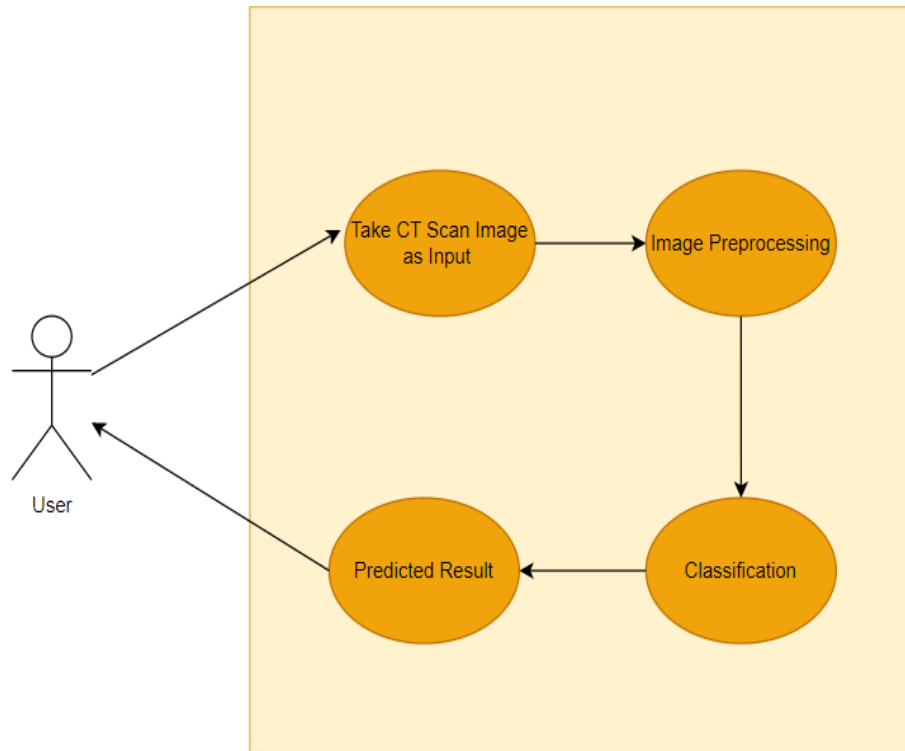 Take CT Scan Image
as Input
Image Preprocessing
User
Predicted Result
Classification